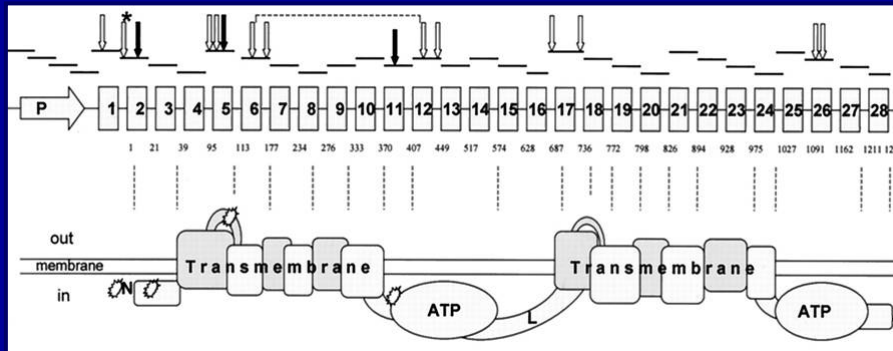 *
P 1 2 3 4 5 6 7 8 9 10 11 12 13 14 15 16 17 18 19 20 21 22 23 24 25 26 27 28
1 21 39 95 113 177 234 276 333 370 407 449 517 574 628 687 736 772 798 826 894 928 975 1027 1091 1162 1211 12
out
membrane
Transmembrane Transmembrane
in
N
ATP ATP
L